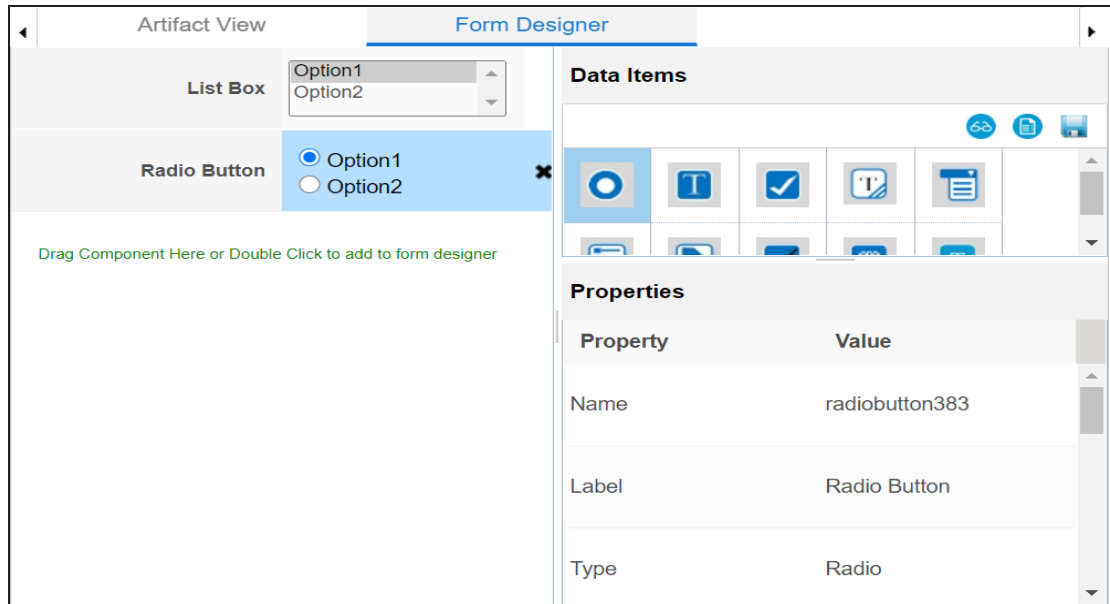 Artifact View
Form Designer
List Box
Option1
Option2
Radio Button
Option1
Option2
Drag Component Here or Double Click to add to form designer
Data Items
T
T
Properties
Property Value
Name radiobutton383
Label Radio Button
Type Radio